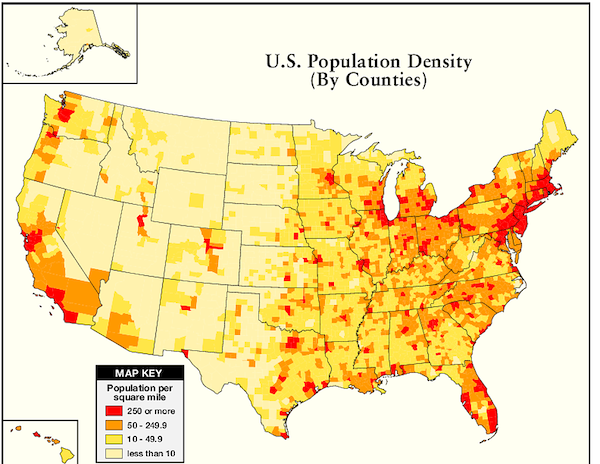 U.S. Population Density
(By Counties)
MAP KEY
Population per
square mile
250 or more
50 - 249.9
10 - 49.9
less than 10